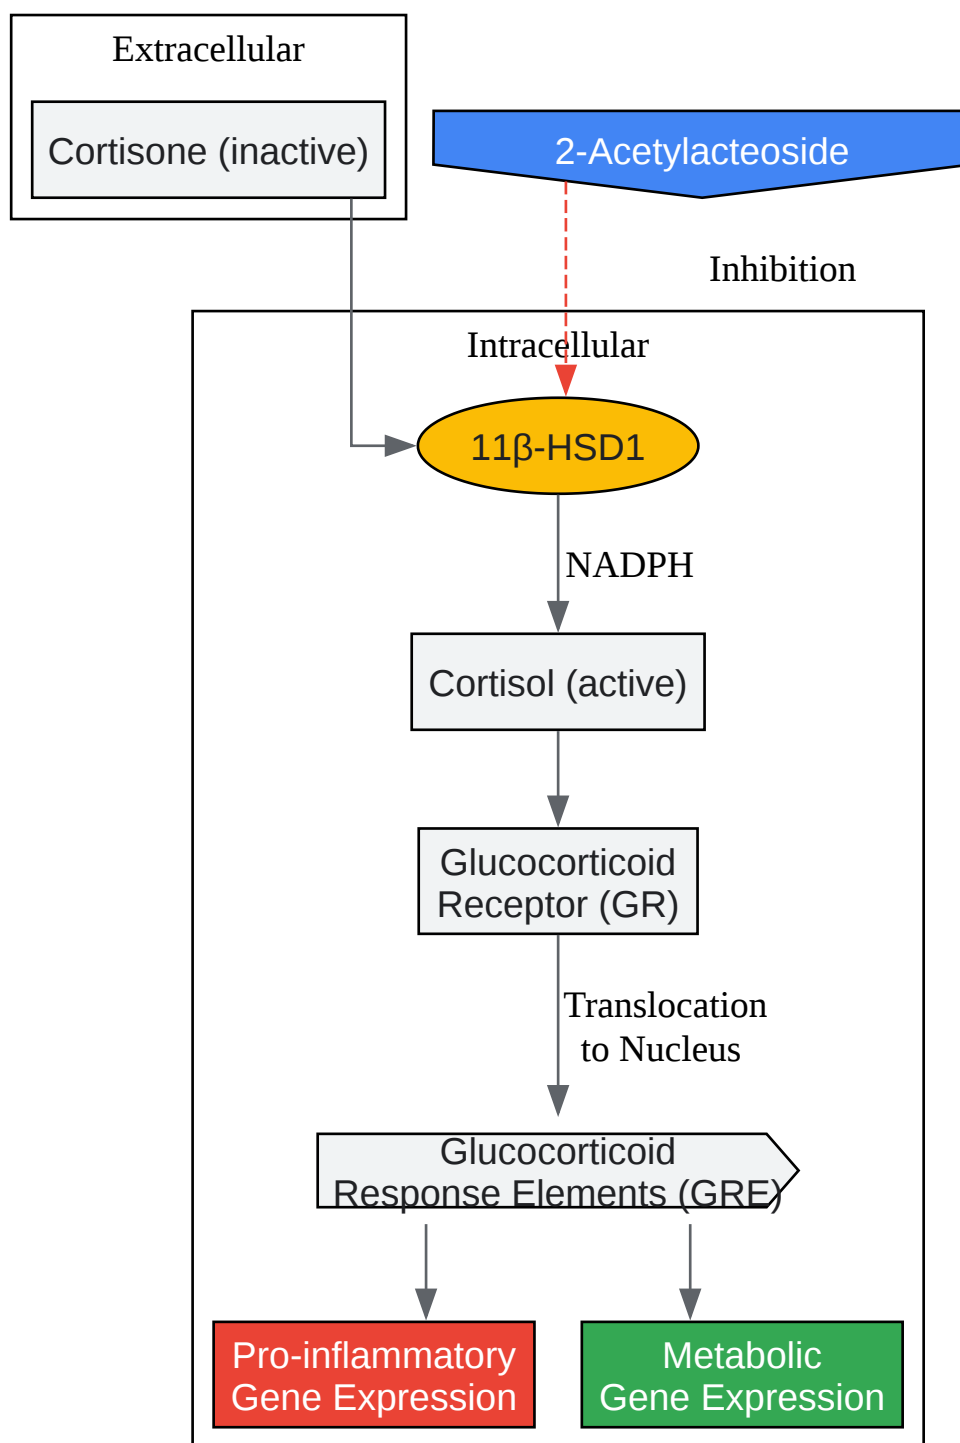 Extracellular
Cortisone (inactive)
2-Acetylacteoside
Inhibition
Intracellular
11β-HSD1
NADPH
Cortisol (active)
Glucocorticoid
Receptor (GR)
Translocation
to Nucleus
Glucocorticoid
Response Elements (GRE)
Pro-inflammatory
Gene Expression
Metabolic
Gene Expression